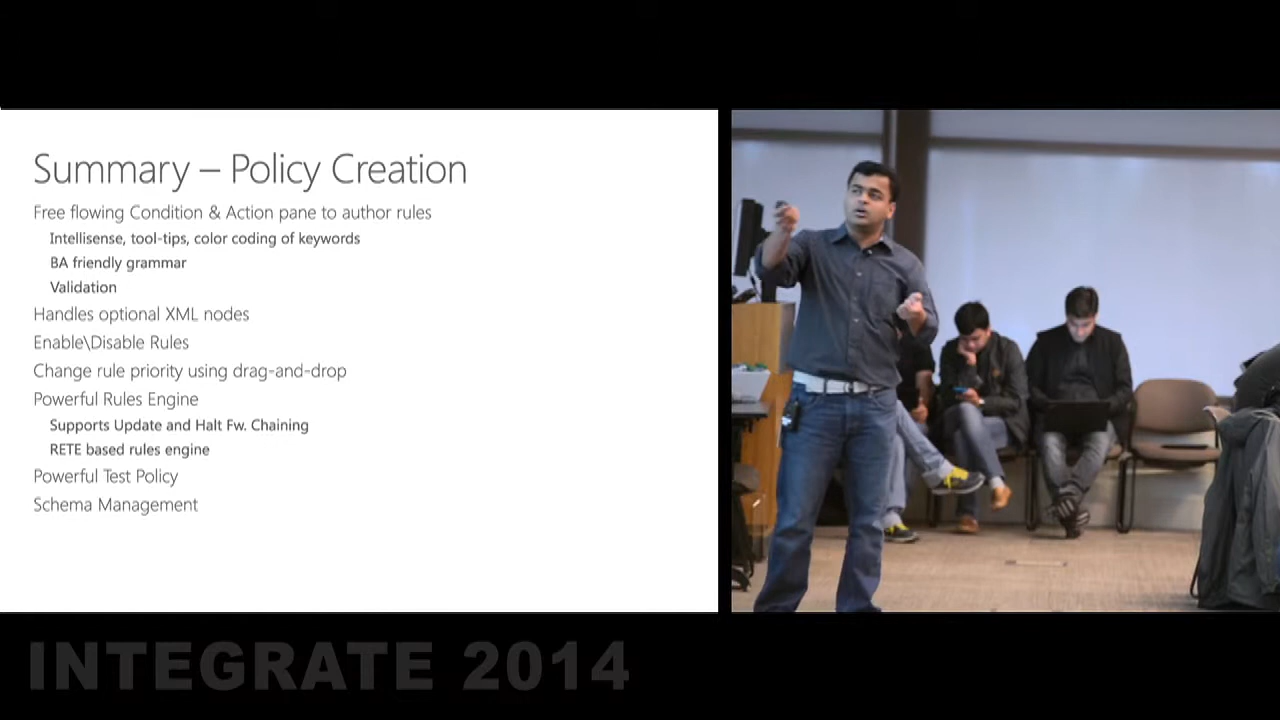 Summary – Policy Creation
Free flowing Condition & Action pane to author rules
Intellisense, tool-tips, color coding of keywords
BA friendly grammar
Validation
Handles optional XML nodes
Enable\Disable Rules
Change rule priority using drag-and-drop
Powerful Rules Engine
Supports Update and Halt Fw. Chaining
RETE based rules engine
Powerful Test Policy
Schema Management
INTEGRATE 2014